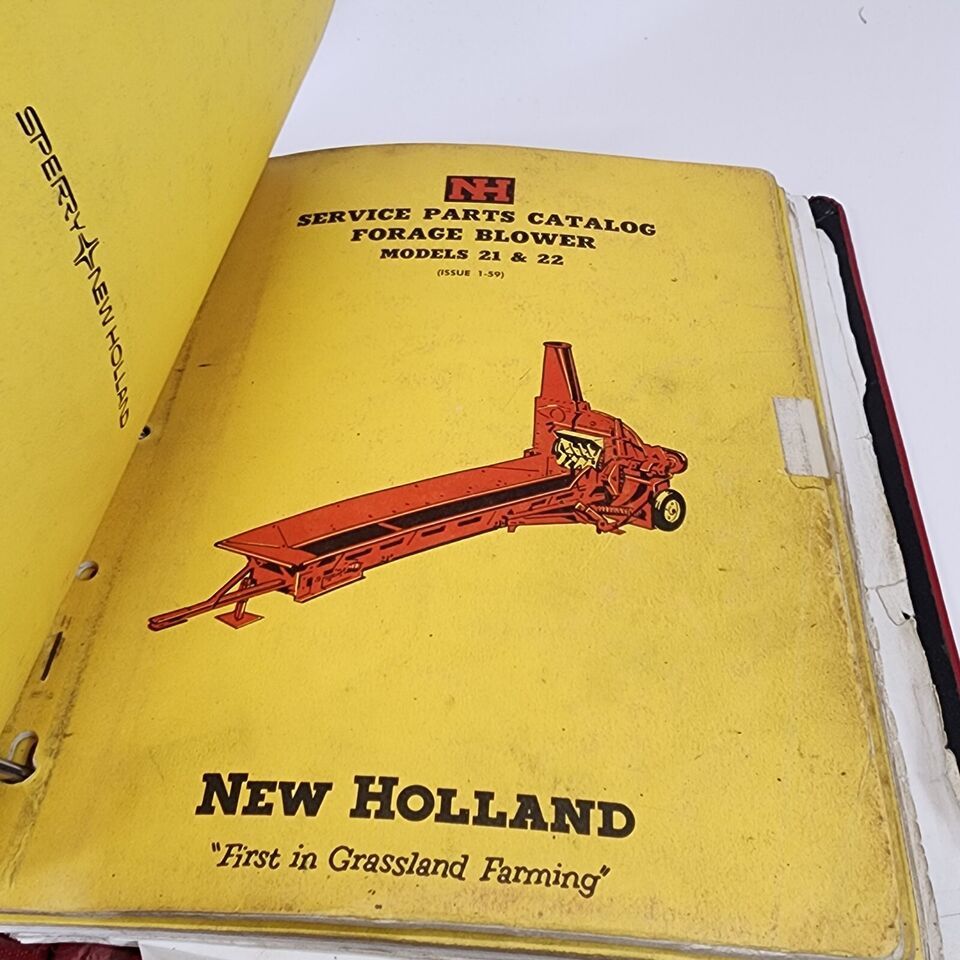 SPERRY NEW HOLLAND
NH
SERVICE PARTS CATALOG
FORAGE BLOWER
MODELS 21 & 22
(ISSUE 1-59)
NEW HOLLAND
"First in Grassland Farming"